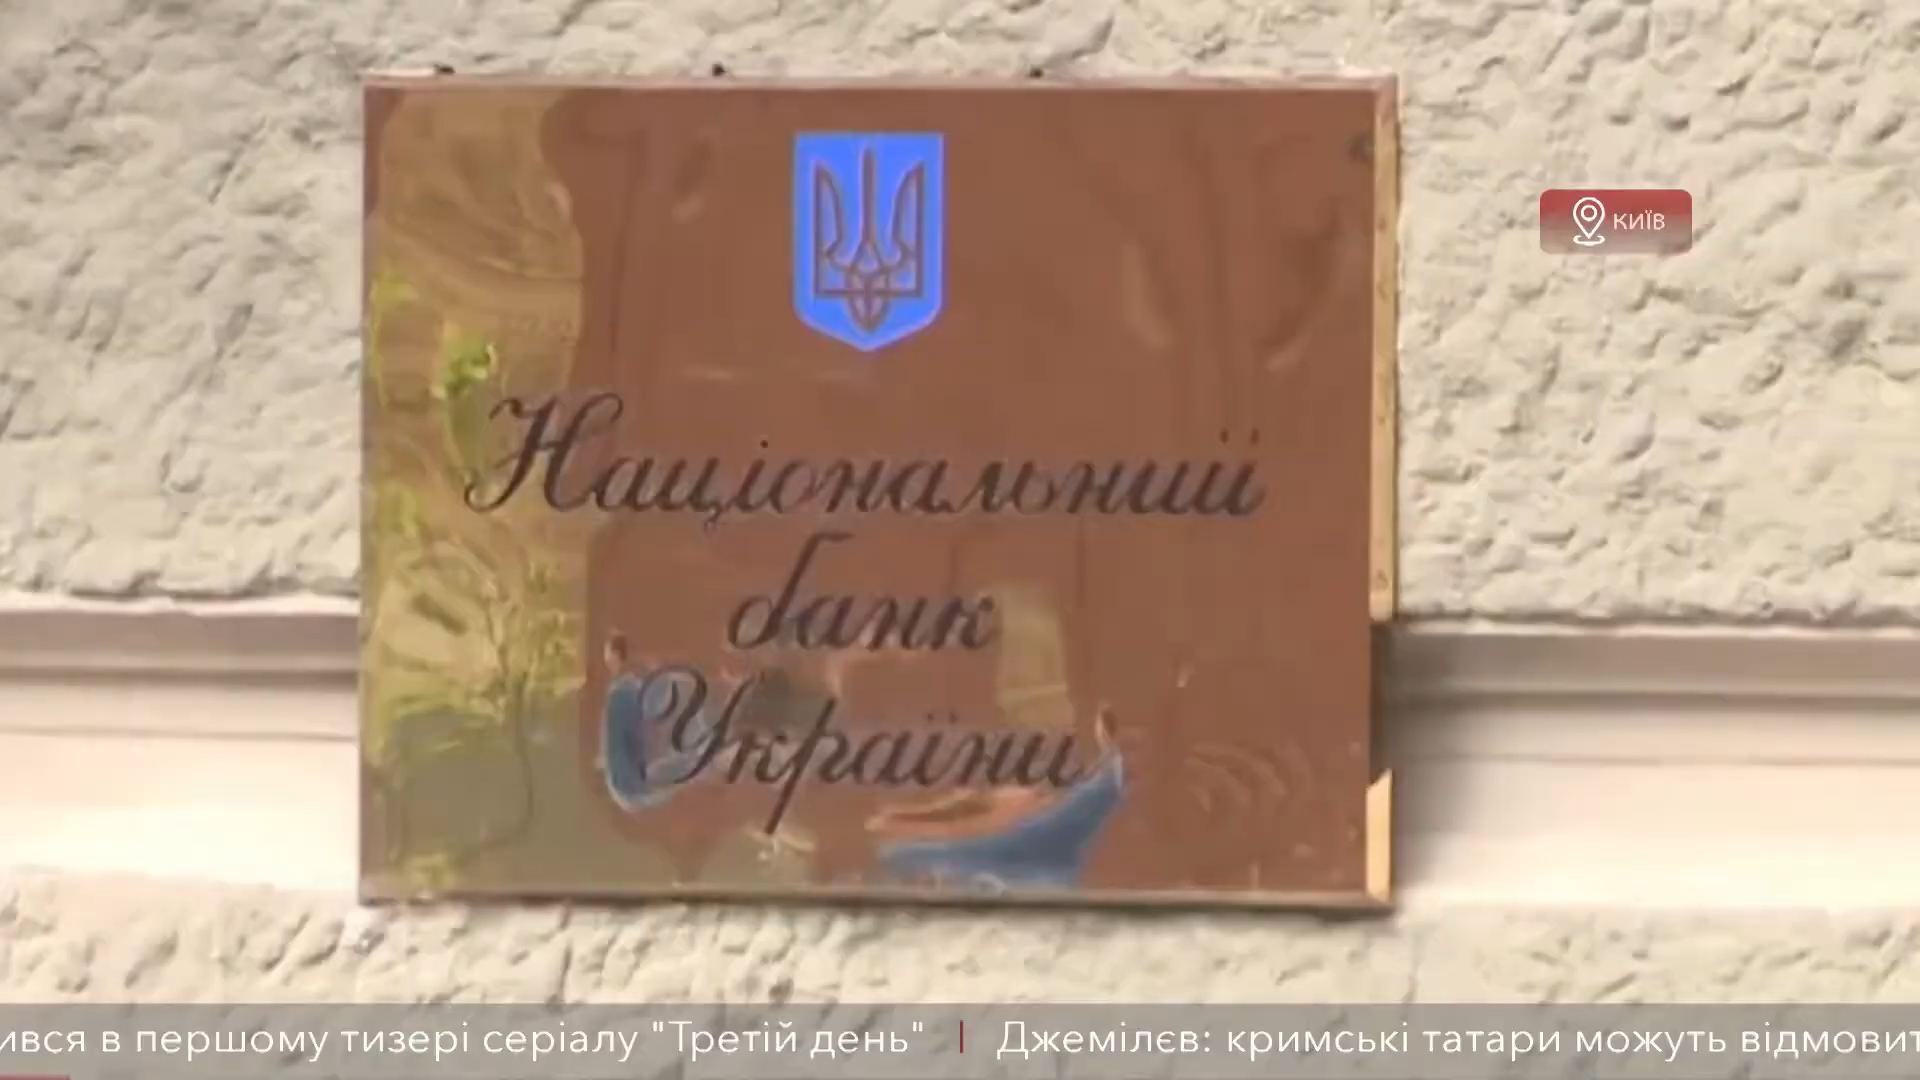 КИЇВ
Національний
банк
України
ився в першому тизері серіалу "Третій день" | Джемілєв: кримські татари можуть відмовит